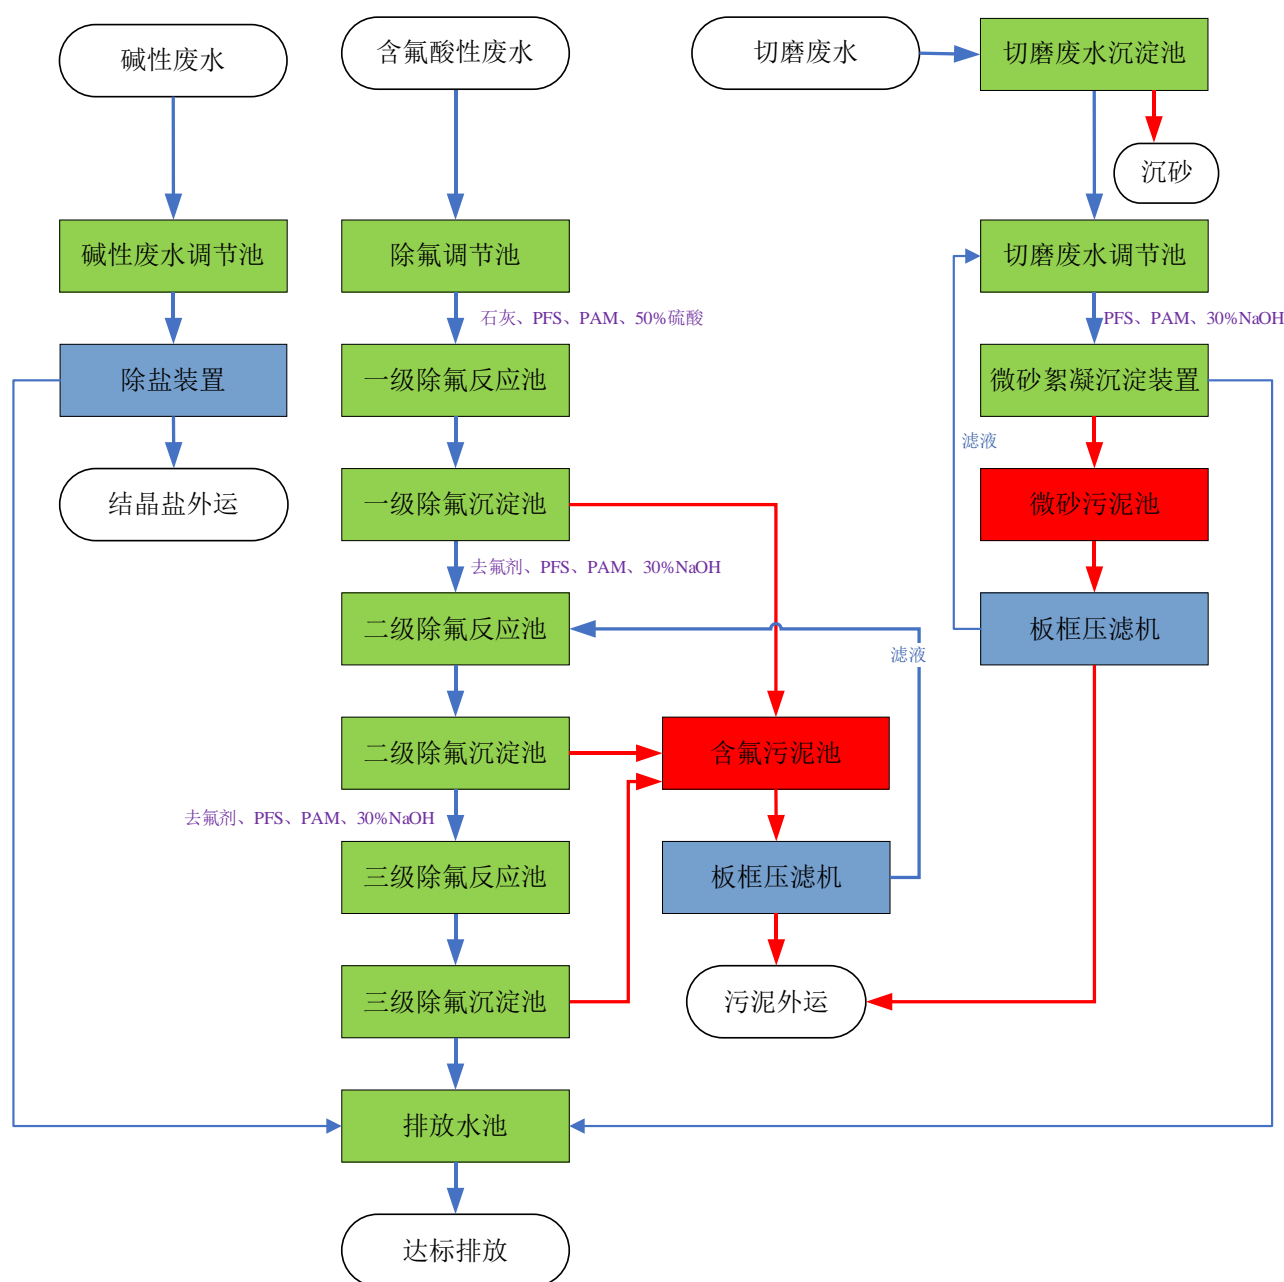 碱性废水
含氟酸性废水
切磨废水
切磨废水沉淀池
沉砂
碱性废水调节池
除氟调节池
切磨废水调节池
石灰、PFS、PAM、50%硫酸
PFS、PAM、30%NaOH
除盐装置
一级除氟反应池
微砂絮凝沉淀装置
滤液
结晶盐外运
一级除氟沉淀池
微砂污泥池
去氟剂、PFS、PAM、30%NaOH
二级除氟反应池
板框压滤机
滤液
二级除氟沉淀池
含氟污泥池
去氟剂、PFS、PAM、30%NaOH
三级除氟反应池
板框压滤机
三级除氟沉淀池
污泥外运
排放水池
达标排放